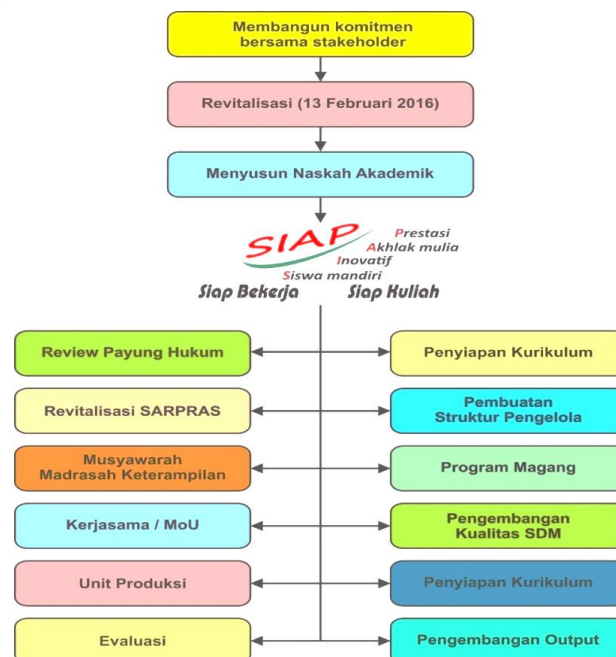 Membangun komitmen
bersama stakeholder
Revitalisasi (13 Februari 2016)
Menyusun Naskah Akademik
SIAP
Prestasi
Akhlak mulia
Inovatif
Siswa mandiri
Siap Bekerja Siap Kuliah
Review Payung Hukum
Penyiapan Kurikulum
Revitalisasi SARPRAS
Pembuatan
Struktur Pengelola
Musyawarah
Madrasah Keterampilan
Program Magang
Kerjasama / MoU
Pengembangan
Kualitas SDM
Unit Produksi
Penyiapan Kurikulum
Evaluasi
Pengembangan Output